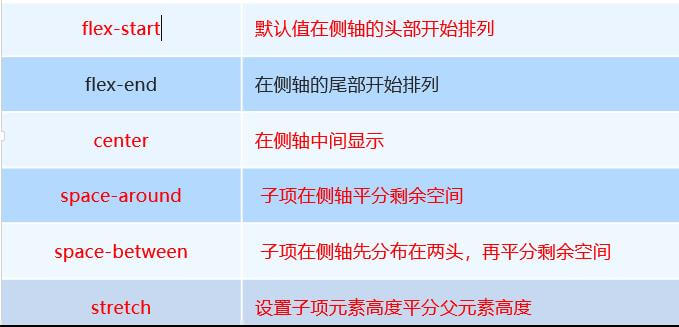 flex-start 默认值在侧轴的头部开始排列
flex-end 在侧轴的尾部开始排列
center 在侧轴中间显示
space-around 子项在侧轴平分剩余空间
space-between 子项在侧轴先分布在两头，再平分剩余空间
stretch 设置子项元素高度平分父元素高度